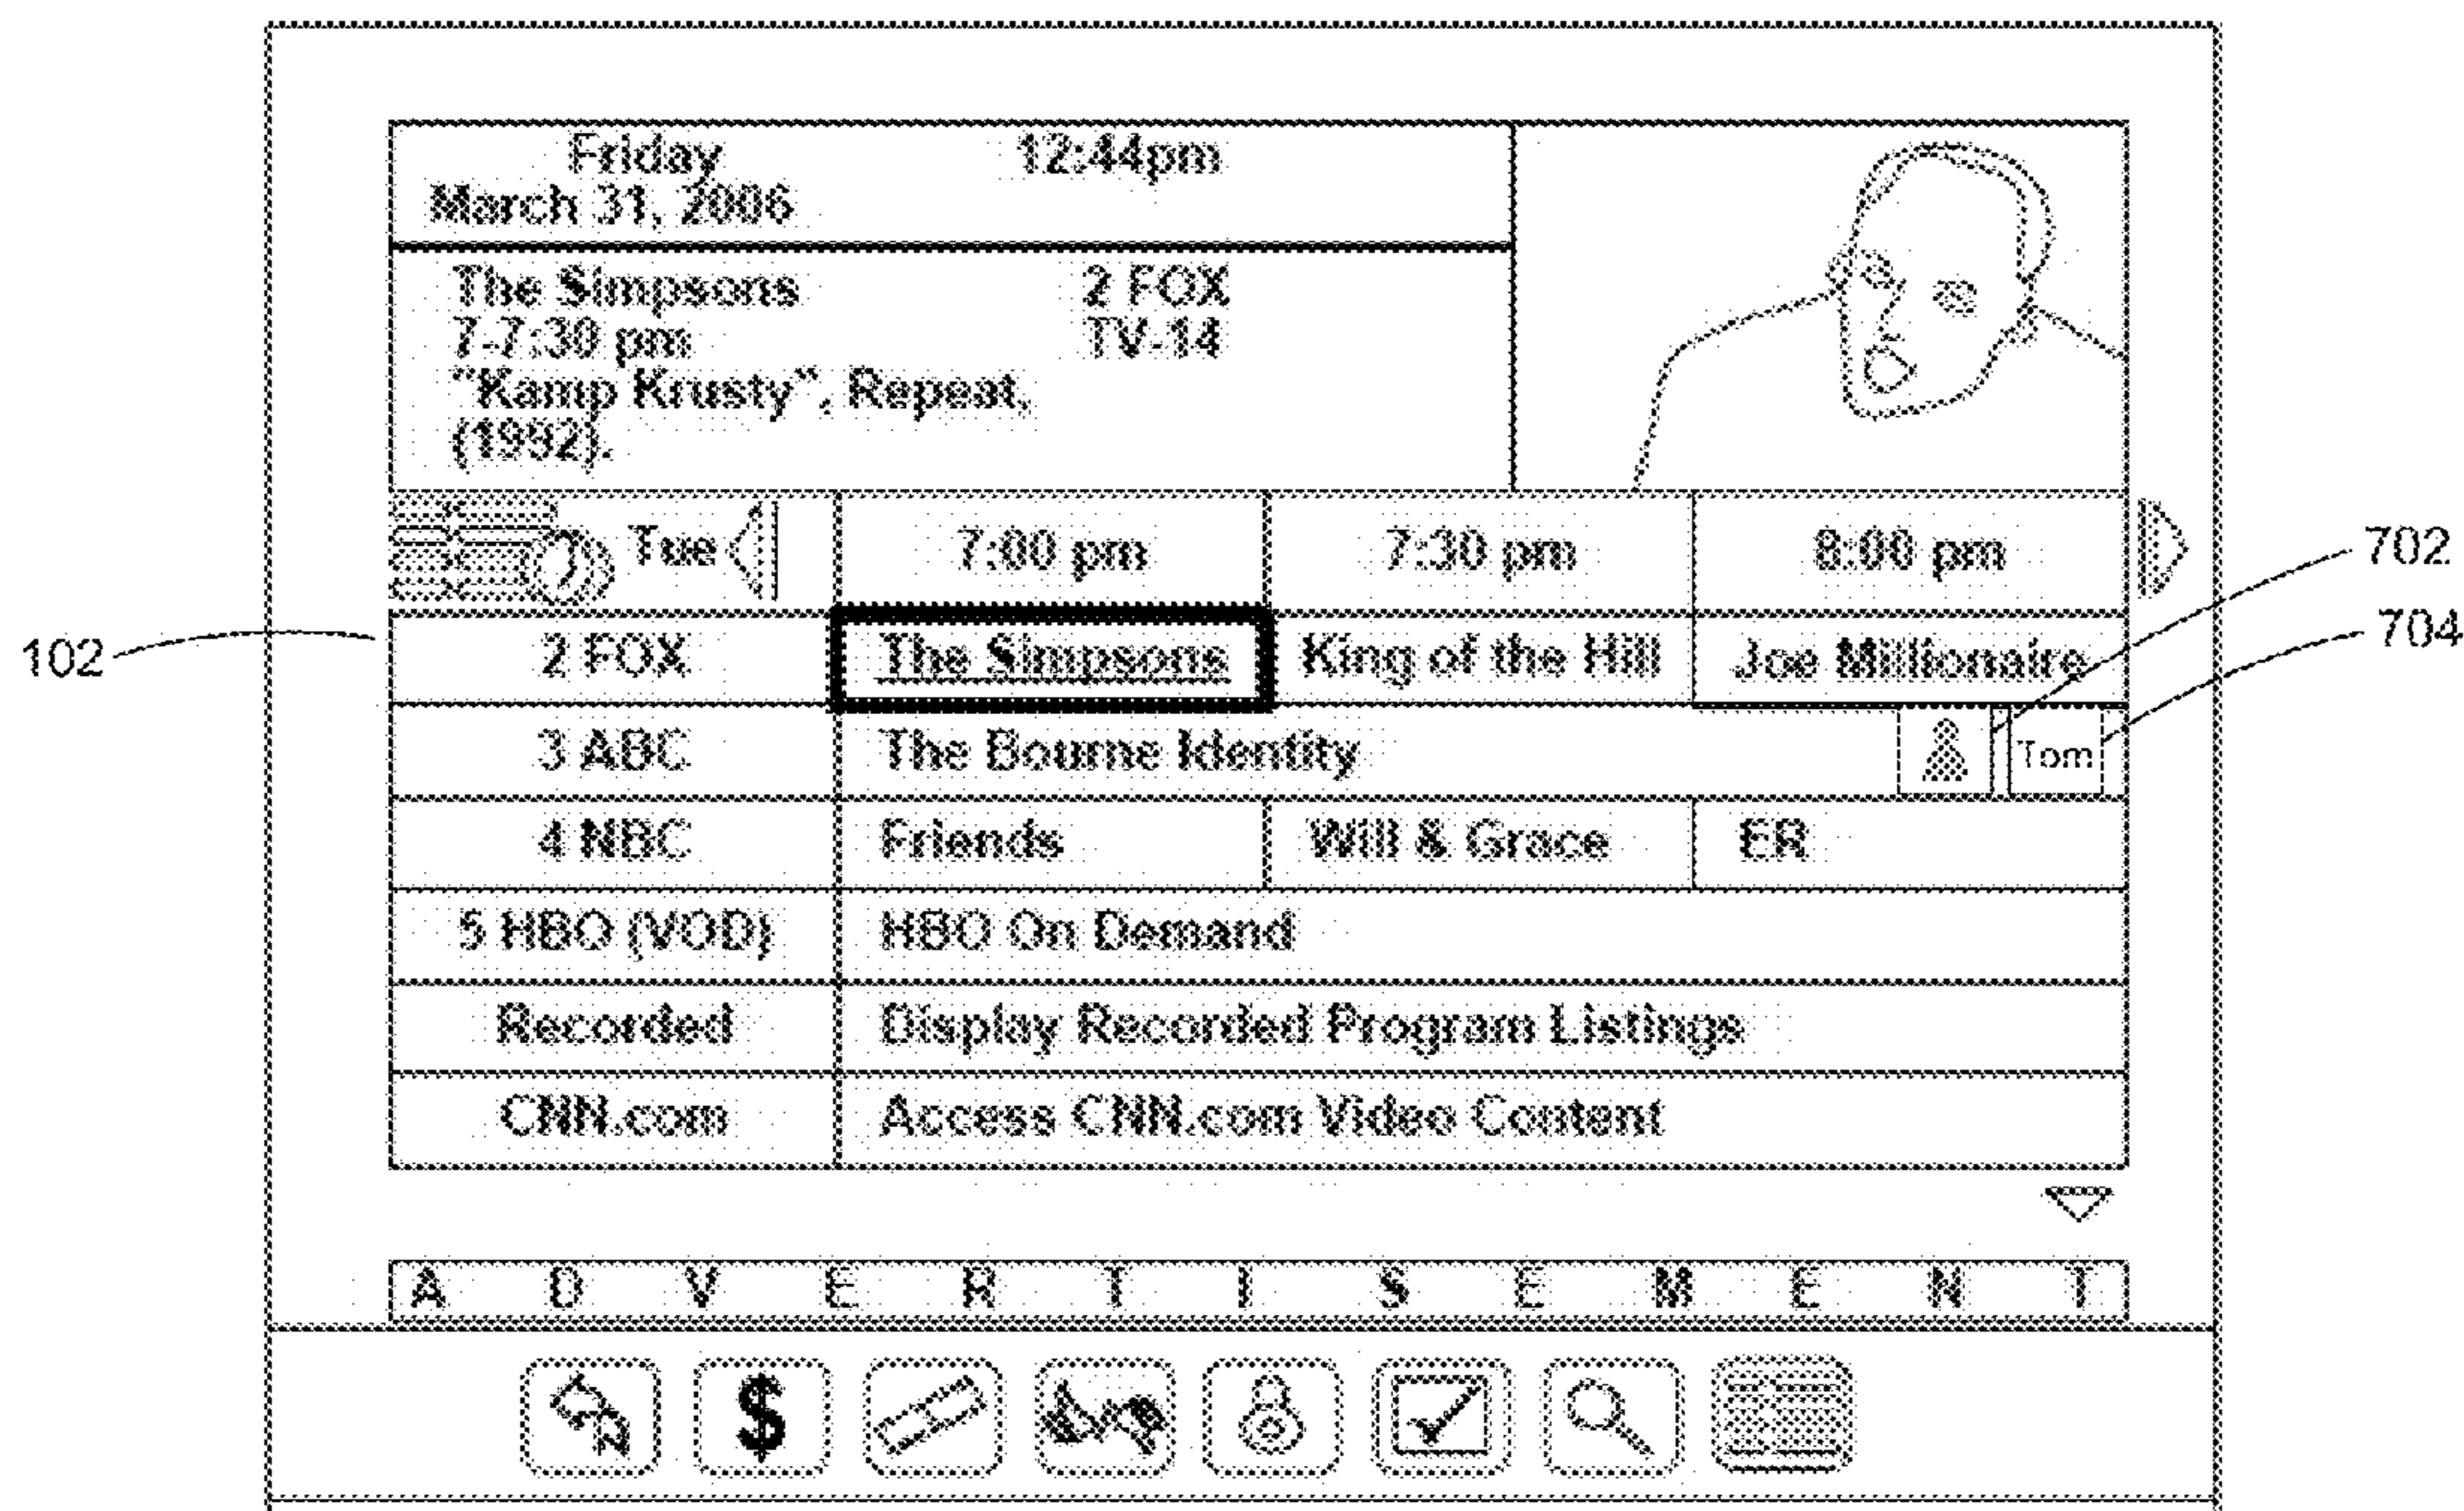 Friday 12:44pm
March 31, 2006
The Simpsons 2 FOX
7-7:30 pm TV-14
"Kamp Krusty", Repeat,
(1992).
Tue 7:00 pm 7:30 pm 8:00 pm
702
704
102
2 FOX The Simpsons King of the Hill Joe Millionaire
3 ABC The Bourne Identity Tom
4 NBC Friends Will & Grace ER
5 HBO (VOD) HBO On Demand
Recorded Display Recorded Program Listings
CNN.com Access CNN.com Video Content
A D V E R T I S E M E N T
$